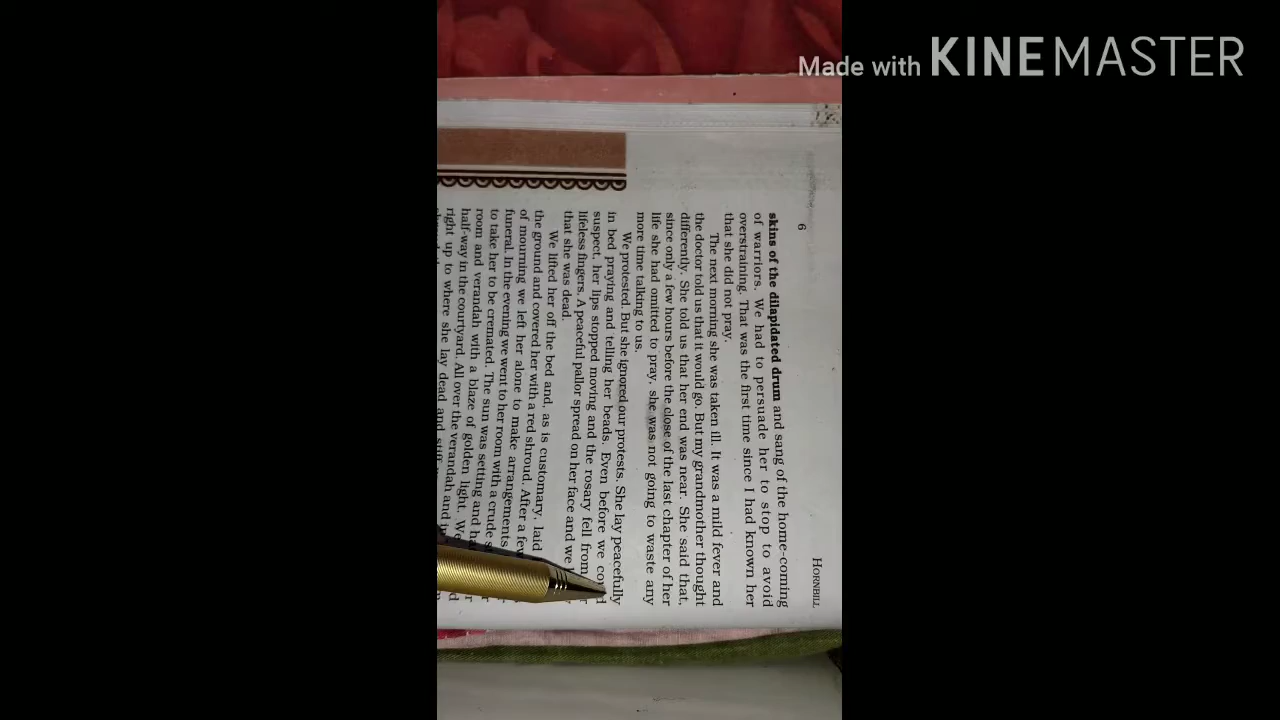 Made with KINEMASTER
6
HORNBILL
skins of the dilapidated drum and sang of the home-coming
of warriors. We had to persuade her to stop to avoid
overstraining. That was the first time since I had known her
that she did not pray.
The next morning she was taken ill. It was a mild fever and
the doctor told us that it would go. But my grandmother thought
differently. She told us that her end was near. She said that,
since only a few hours before the close of the last chapter of her
life she had omitted to pray, she was not going to waste any
more time talking to us.
We protested. But she ignored our protests. She lay peacefully
in bed praying and telling her beads. Even before we could
suspect, her lips stopped moving and the rosary fell from
lifeless fingers. A peaceful pallor spread on her face and we
that she was dead.
We lifted her off the bed and, as is customary, laid
the ground and covered her with a red shroud. After a few
of mourning we left her alone to make arrangements
funeral. In the evening we went to her room with a crude
to take her to be cremated. The sun was setting and
room and verandah with a blaze of golden light. We
half-way in the courtyard. All over the verandah and
right up to where she lay dead and stiff